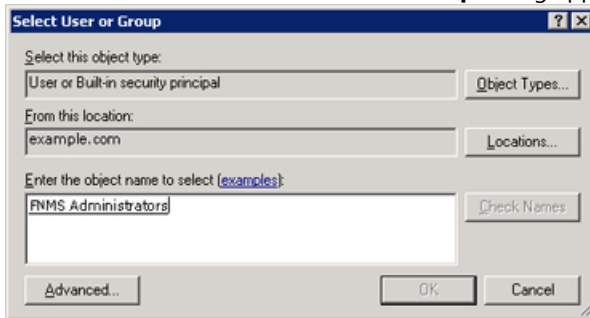 Select User or Group
Select this object type:
User or Built-in security principal
Object Types...
From this location:
example.com
Locations...
Enter the object name to select (examples):
FNMS Administrators
Check Names
Advanced...
OK
Cancel